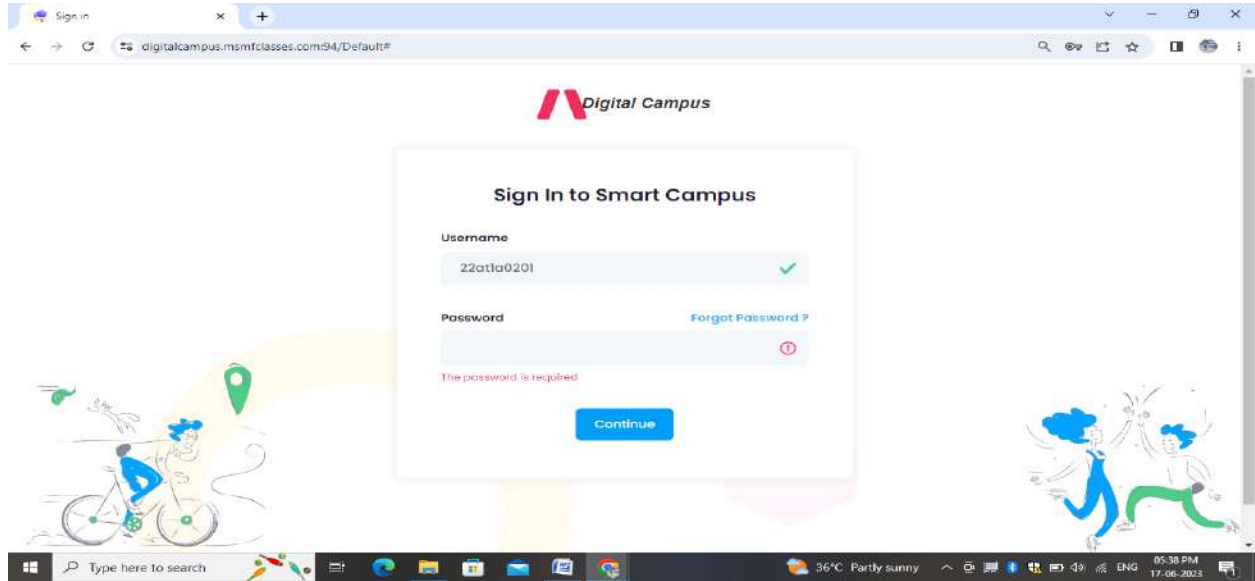 Sign in
digitalcampus.msmfclasses.com:94/Default#
Digital Campus
Sign In to Smart Campus
Username
22at1a0201
Password Forgot Password ?
The password is required
Continue
Type here to search
36°C Partly sunny
ENG
05:38 PM
17-06-2023